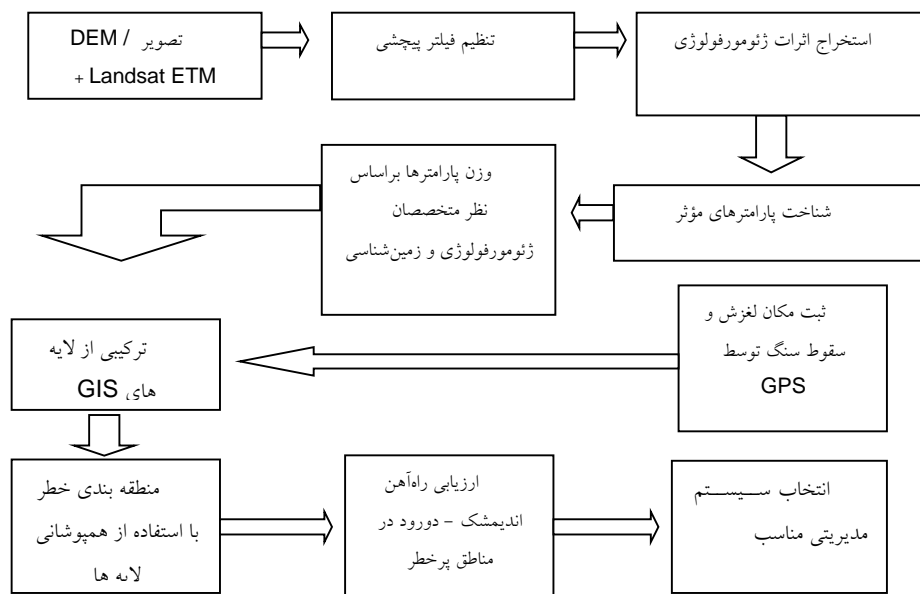 تصویر / DEM
Landsat ETM +
تنظیم فیلتر پیچشی
استخراج اثرات ژئومورفولوژی
شناخت پارامترهای مؤثر
وزن پارامترها براساس
نظر متخصصان
ژئومورفولوژی و زمین‌شناسی
ثبت مکان لغزش و
سقوط سنگ توسط
GPS
ترکیبی از لایه
های GIS
منطقه بندی خطر
با استفاده از همپوشانی
لایه ها
ارزیابی راه‌آهن
اندیمشک – دورود در
مناطق پرخطر
انتخاب سیستم
مدیریتی مناسب